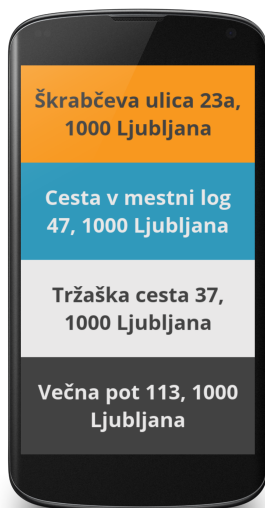 Škrabčeva ulica 23a,
1000 Ljubljana
Cesta v mestni log
47, 1000 Ljubljana
Tržaška cesta 37,
1000 Ljubljana
Večna pot 113, 1000
Ljubljana